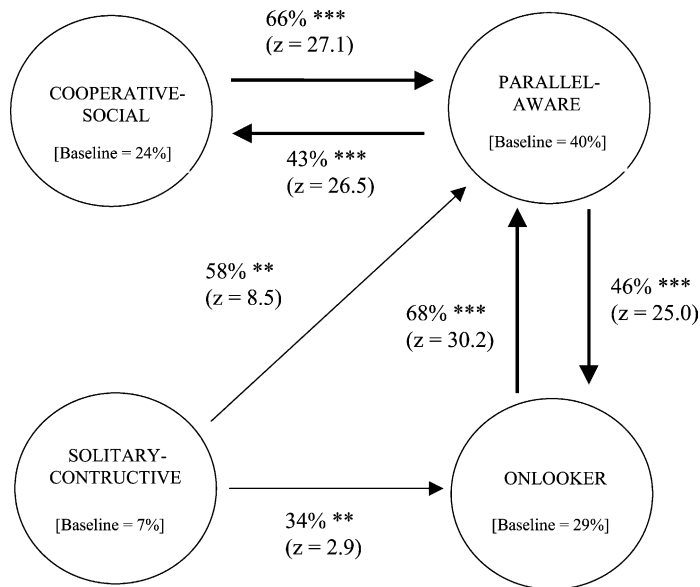 66% ***
(z = 27.1)
COOPERATIVE-
SOCIAL
[Baseline = 24%]
PARALLEL-
AWARE
[Baseline = 40%]
43% ***
(z = 26.5)
58% **
(z = 8.5)
68% ***
(z = 30.2)
46% ***
(z = 25.0)
SOLITARY-
CONTRUCTIVE
[Baseline = 7%]
34% **
(z = 2.9)
ONLOOKER
[Baseline = 29%]